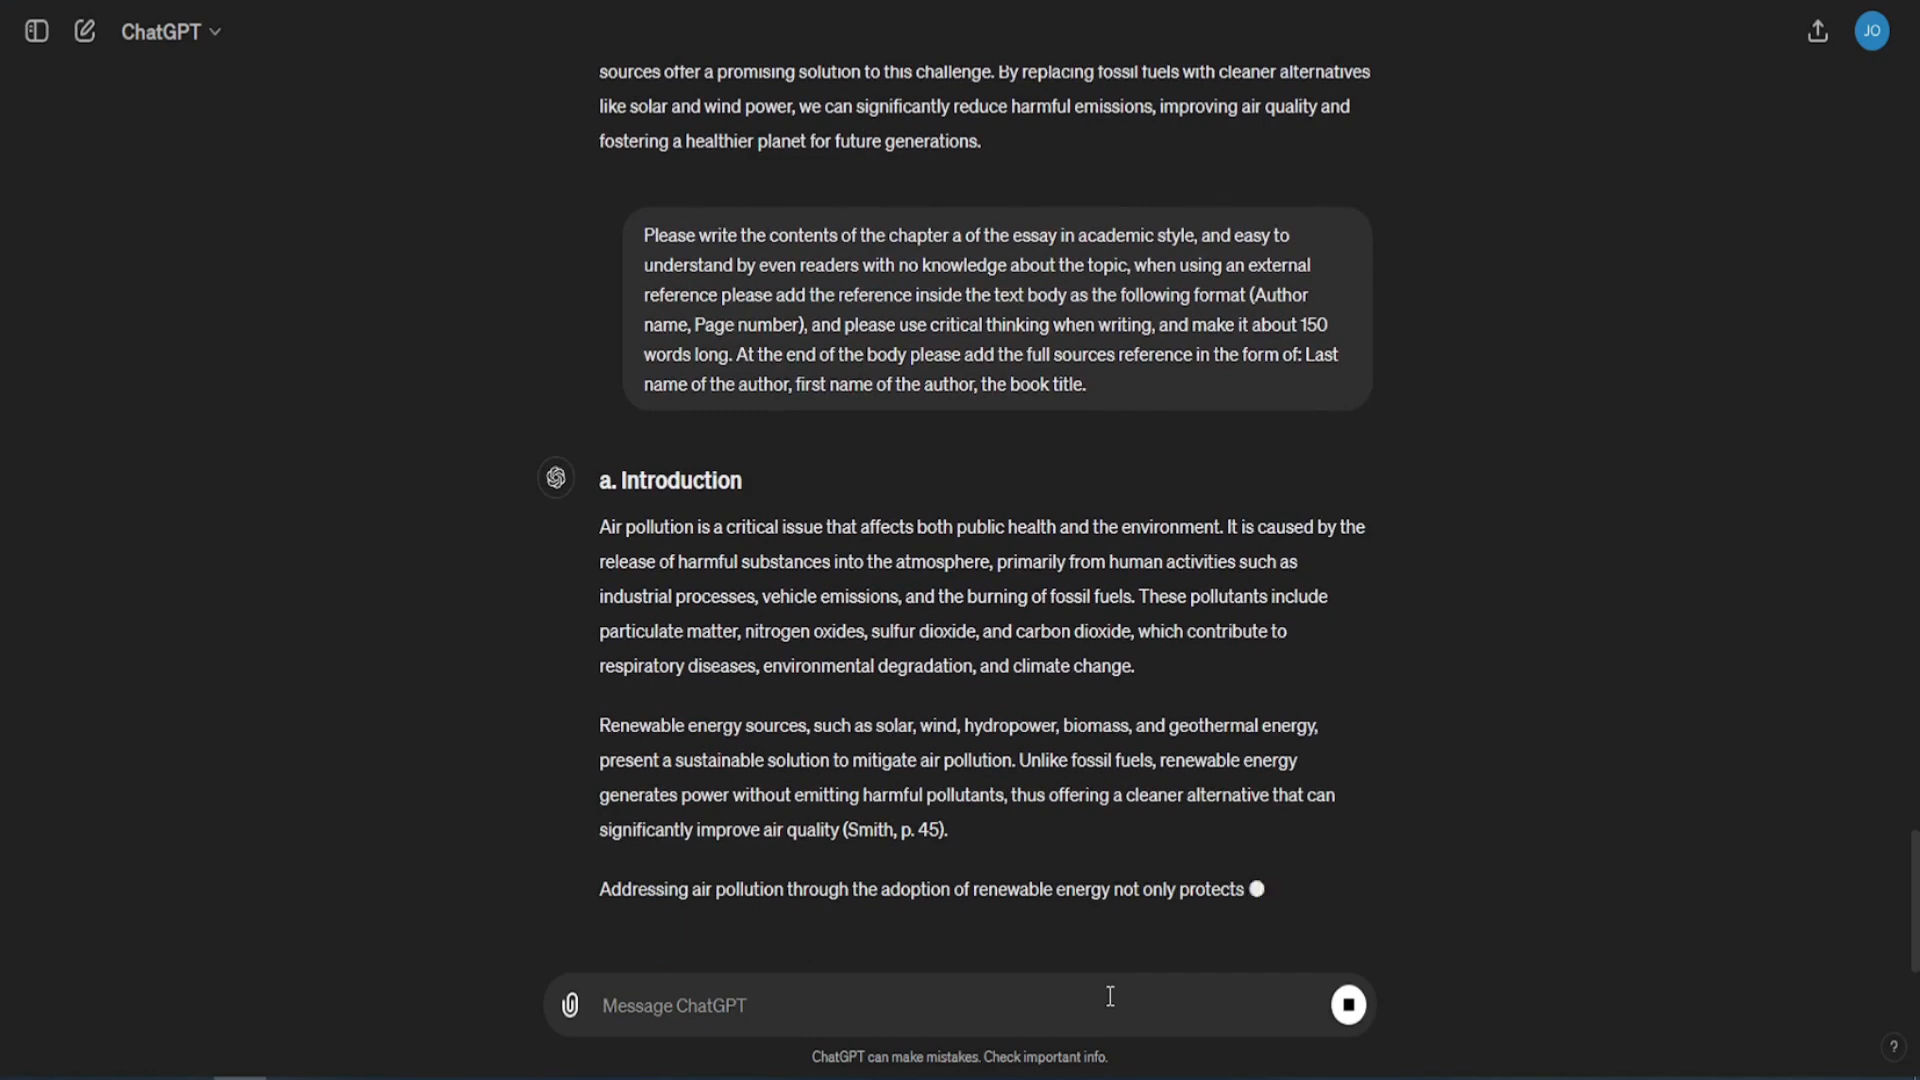 ChatGPT
JO
sources offer a promising solution to this challenge. By replacing fossil fuels with cleaner alternatives
like solar and wind power, we can significantly reduce harmful emissions, improving air quality and
fostering a healthier planet for future generations.
Please write the contents of the chapter a of the essay in academic style, and easy to
understand by even readers with no knowledge about the topic, when using an external
reference please add the reference inside the text body as the following format (Author
name, Page number), and please use critical thinking when writing, and make it about 150
words long. At the end of the body please add the full sources reference in the form of: Last
name of the author, first name of the author, the book title.
a. Introduction
Air pollution is a critical issue that affects both public health and the environment. It is caused by the
release of harmful substances into the atmosphere, primarily from human activities such as
industrial processes, vehicle emissions, and the burning of fossil fuels. These pollutants include
particulate matter, nitrogen oxides, sulfur dioxide, and carbon dioxide, which contribute to
respiratory diseases, environmental degradation, and climate change.
Renewable energy sources, such as solar, wind, hydropower, biomass, and geothermal energy,
present a sustainable solution to mitigate air pollution. Unlike fossil fuels, renewable energy
generates power without emitting harmful pollutants, thus offering a cleaner alternative that can
significantly improve air quality (Smith, p. 45).
Addressing air pollution through the adoption of renewable energy not only protects
Message ChatGPT
ChatGPT can make mistakes. Check important info.
?